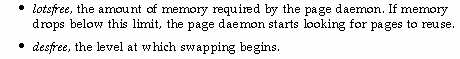 • lotsfree, the amount of memory required by the page daemon. If memory
drops below this limit, the page daemon starts looking for pages to reuse.
• desfree, the level at which swapping begins.